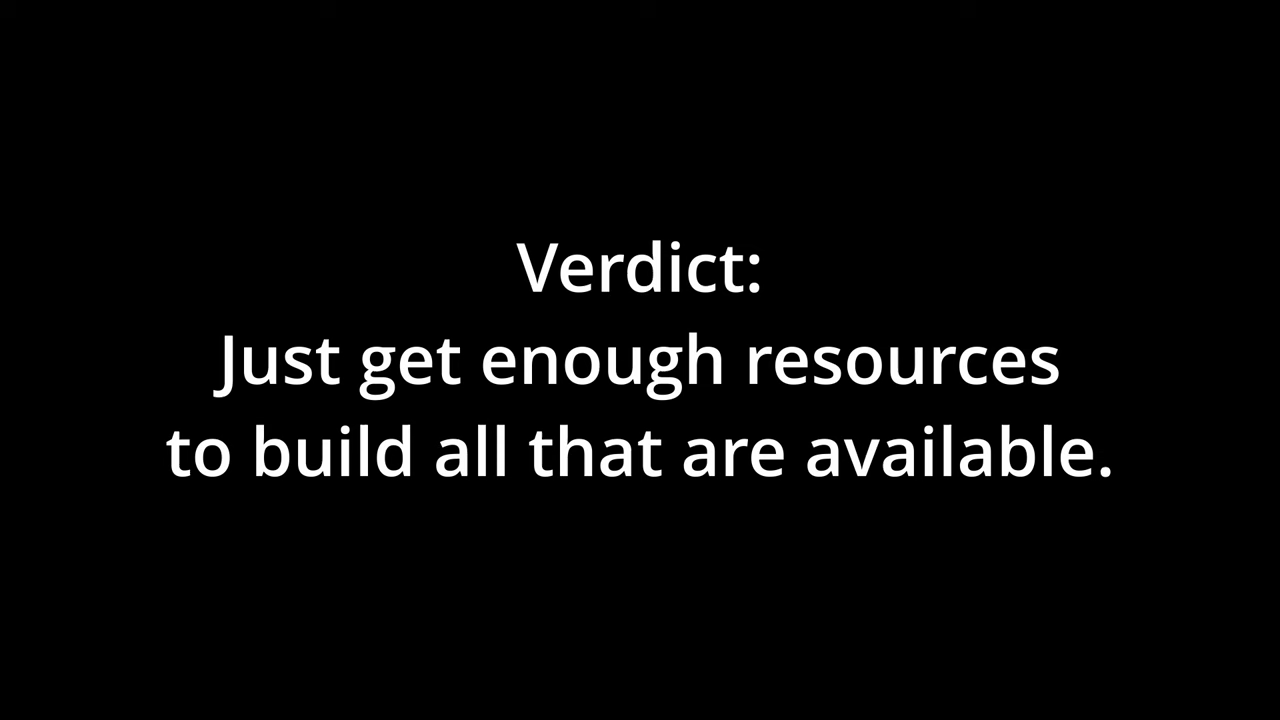 Verdict:
Just get enough resources
to build all that are available.